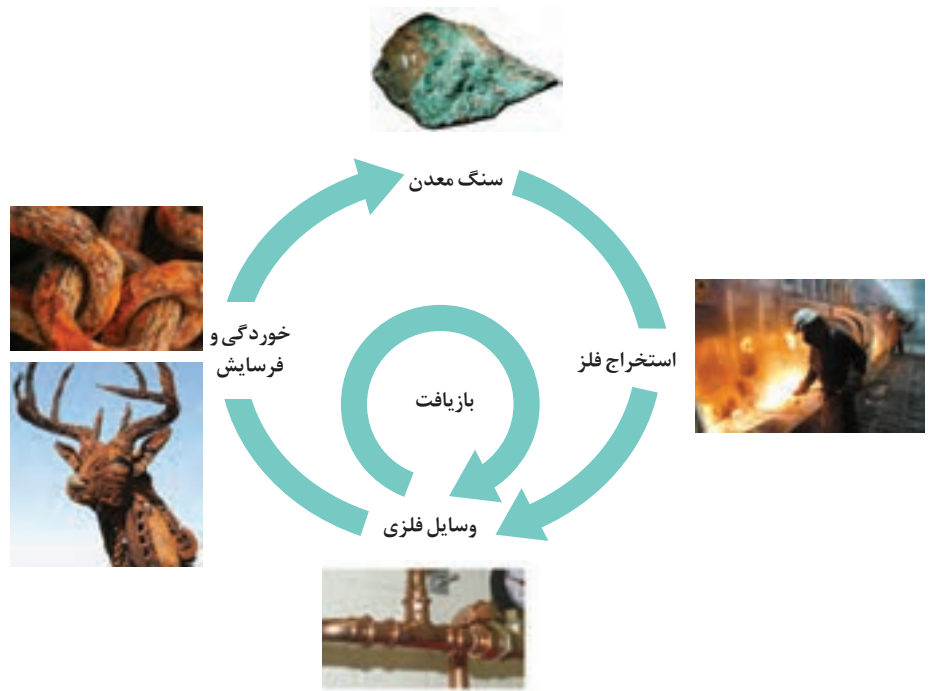 سنگ معدن
استخراج فلز
وسایل فلزی
خوردگی و
فرسایش
بازیافت